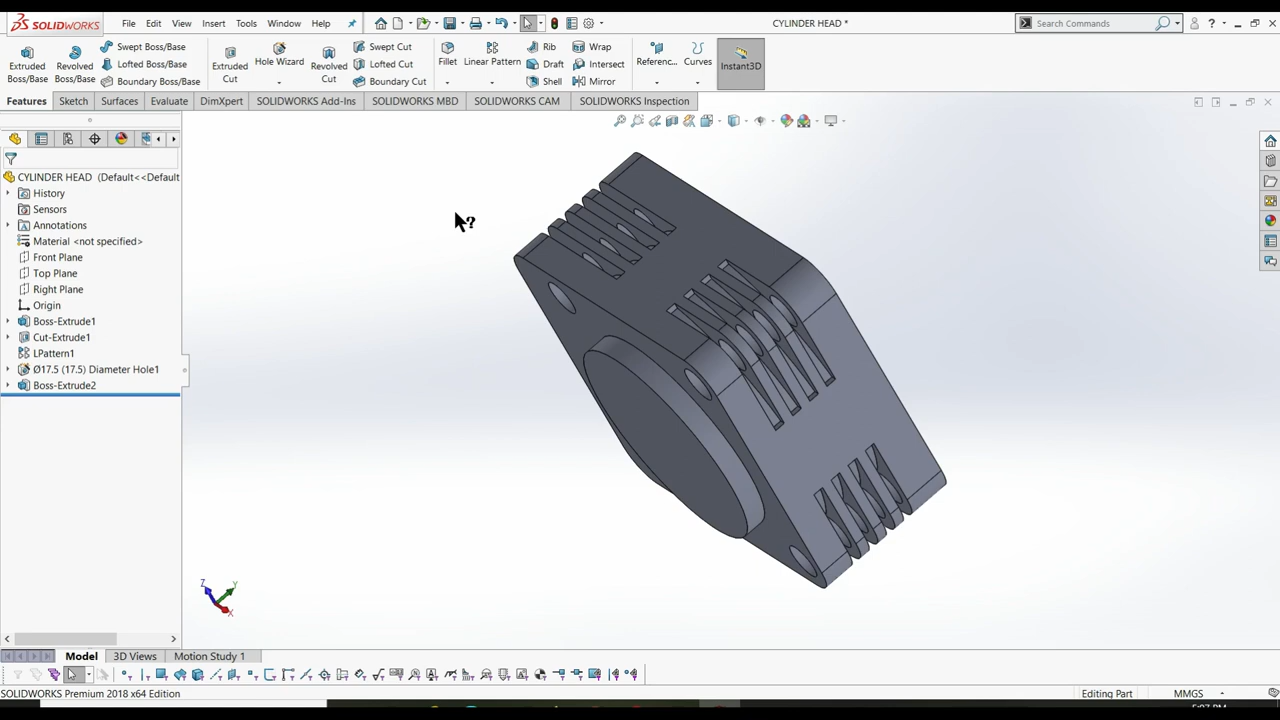 SOLIDWORKS File Edit View Insert Tools Window Help CYLINDER HEAD * Search Commands
Extruded Boss/Base
Revolved Boss/Base
Swept Boss/Base
Lofted Boss/Base
Boundary Boss/Base
Extruded Cut
Hole Wizard
Revolved Cut
Swept Cut
Lofted Cut
Boundary Cut
Fillet
Linear Pattern
Rib
Draft
Shell
Wrap
Intersect
Mirror
Referenc...
Curves
Instant3D
Features Sketch Surfaces Evaluate DimXpert SOLIDWORKS Add-Ins SOLIDWORKS MBD SOLIDWORKS CAM SOLIDWORKS Inspection
CYLINDER HEAD (Default<<Default
History
Sensors
Annotations
Material <not specified>
Front Plane
Top Plane
Right Plane
Origin
Boss-Extrude1
Cut-Extrude1
LPattern1
Ø17.5 (17.5) Diameter Hole1
Boss-Extrude2
Z Y X
Model 3D Views Motion Study 1
SOLIDWORKS Premium 2018 x64 Edition Editing Part MMGS